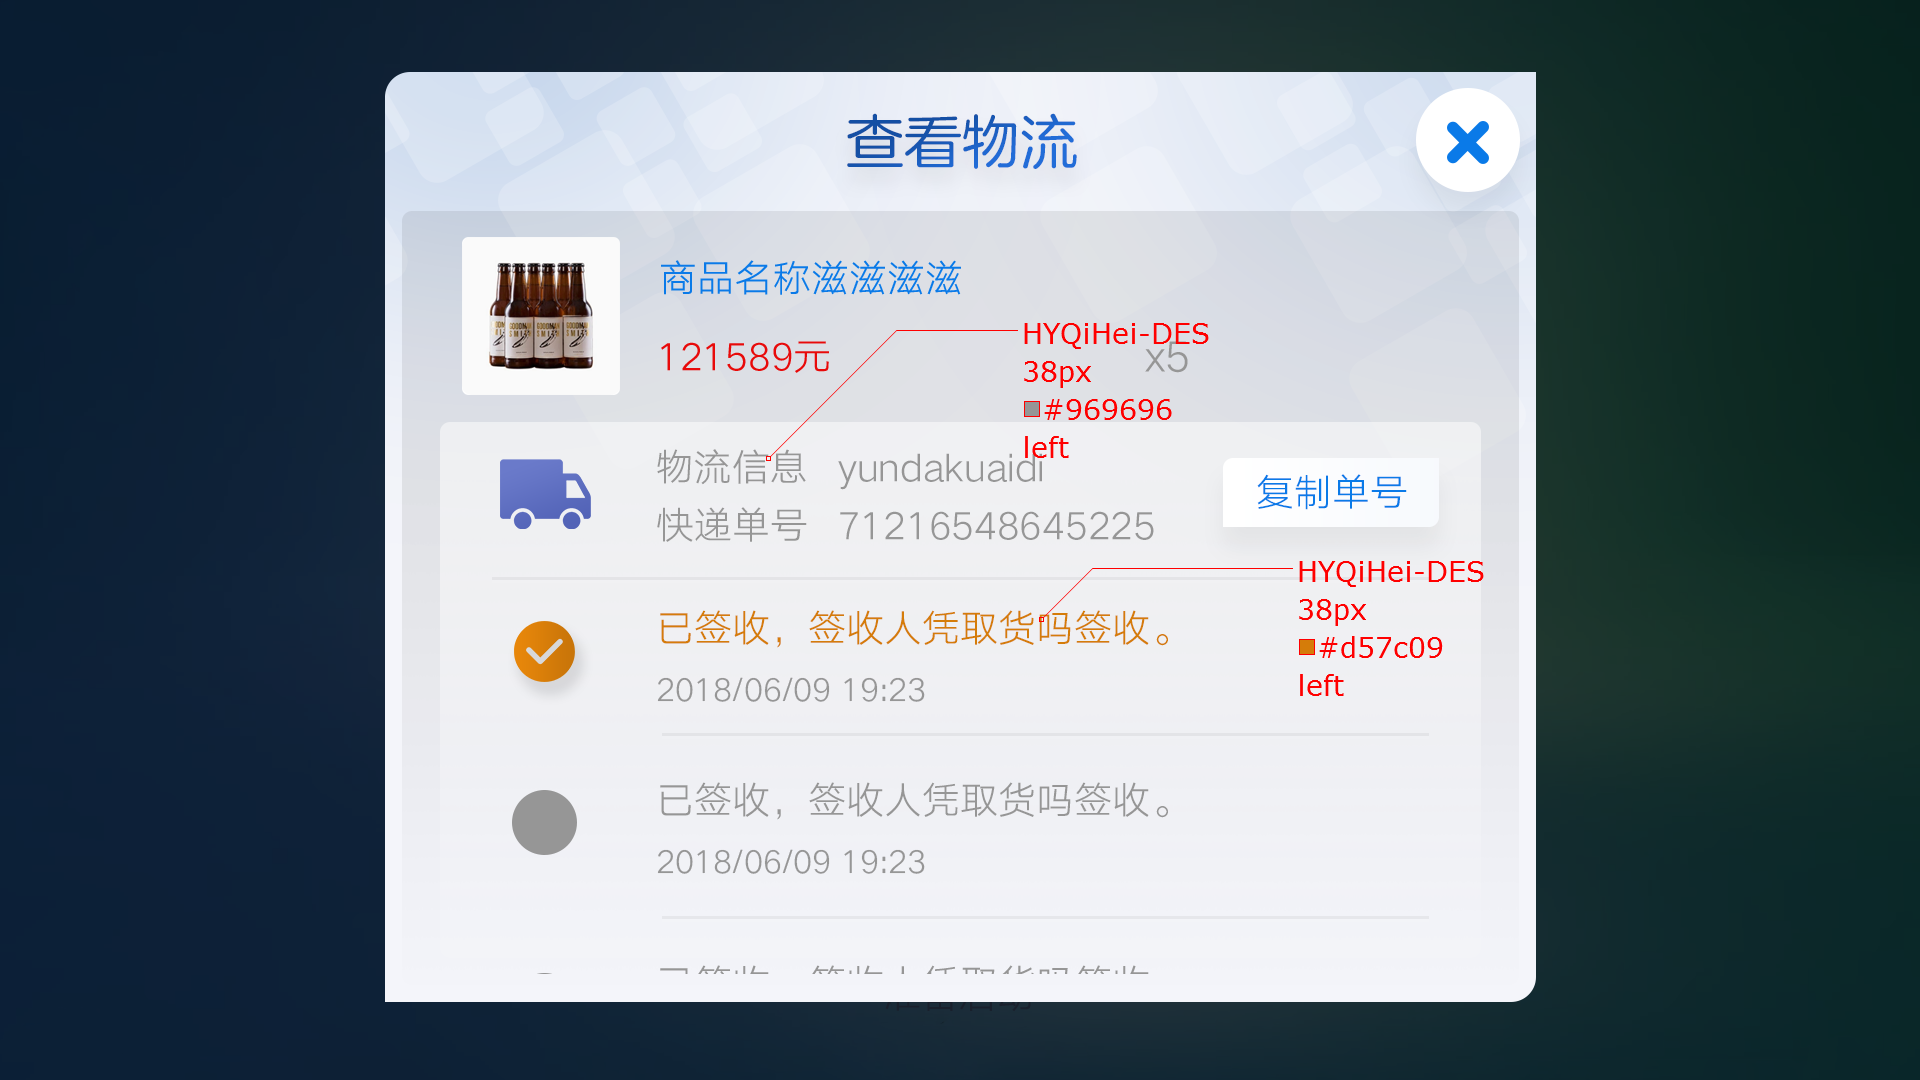 查看物流
商品名称滋滋滋滋
HYQiHei-DES
121589元
x5
38px
#969696
left
物流信息 yundakuaidi
复制单号
快递单号 71216548645225
HYQiHei-DES
38px
#d57c09
left
已签收，签收人凭取货吗签收。
2018/06/09 19:23
已签收，签收人凭取货吗签收。
2018/06/09 19:23